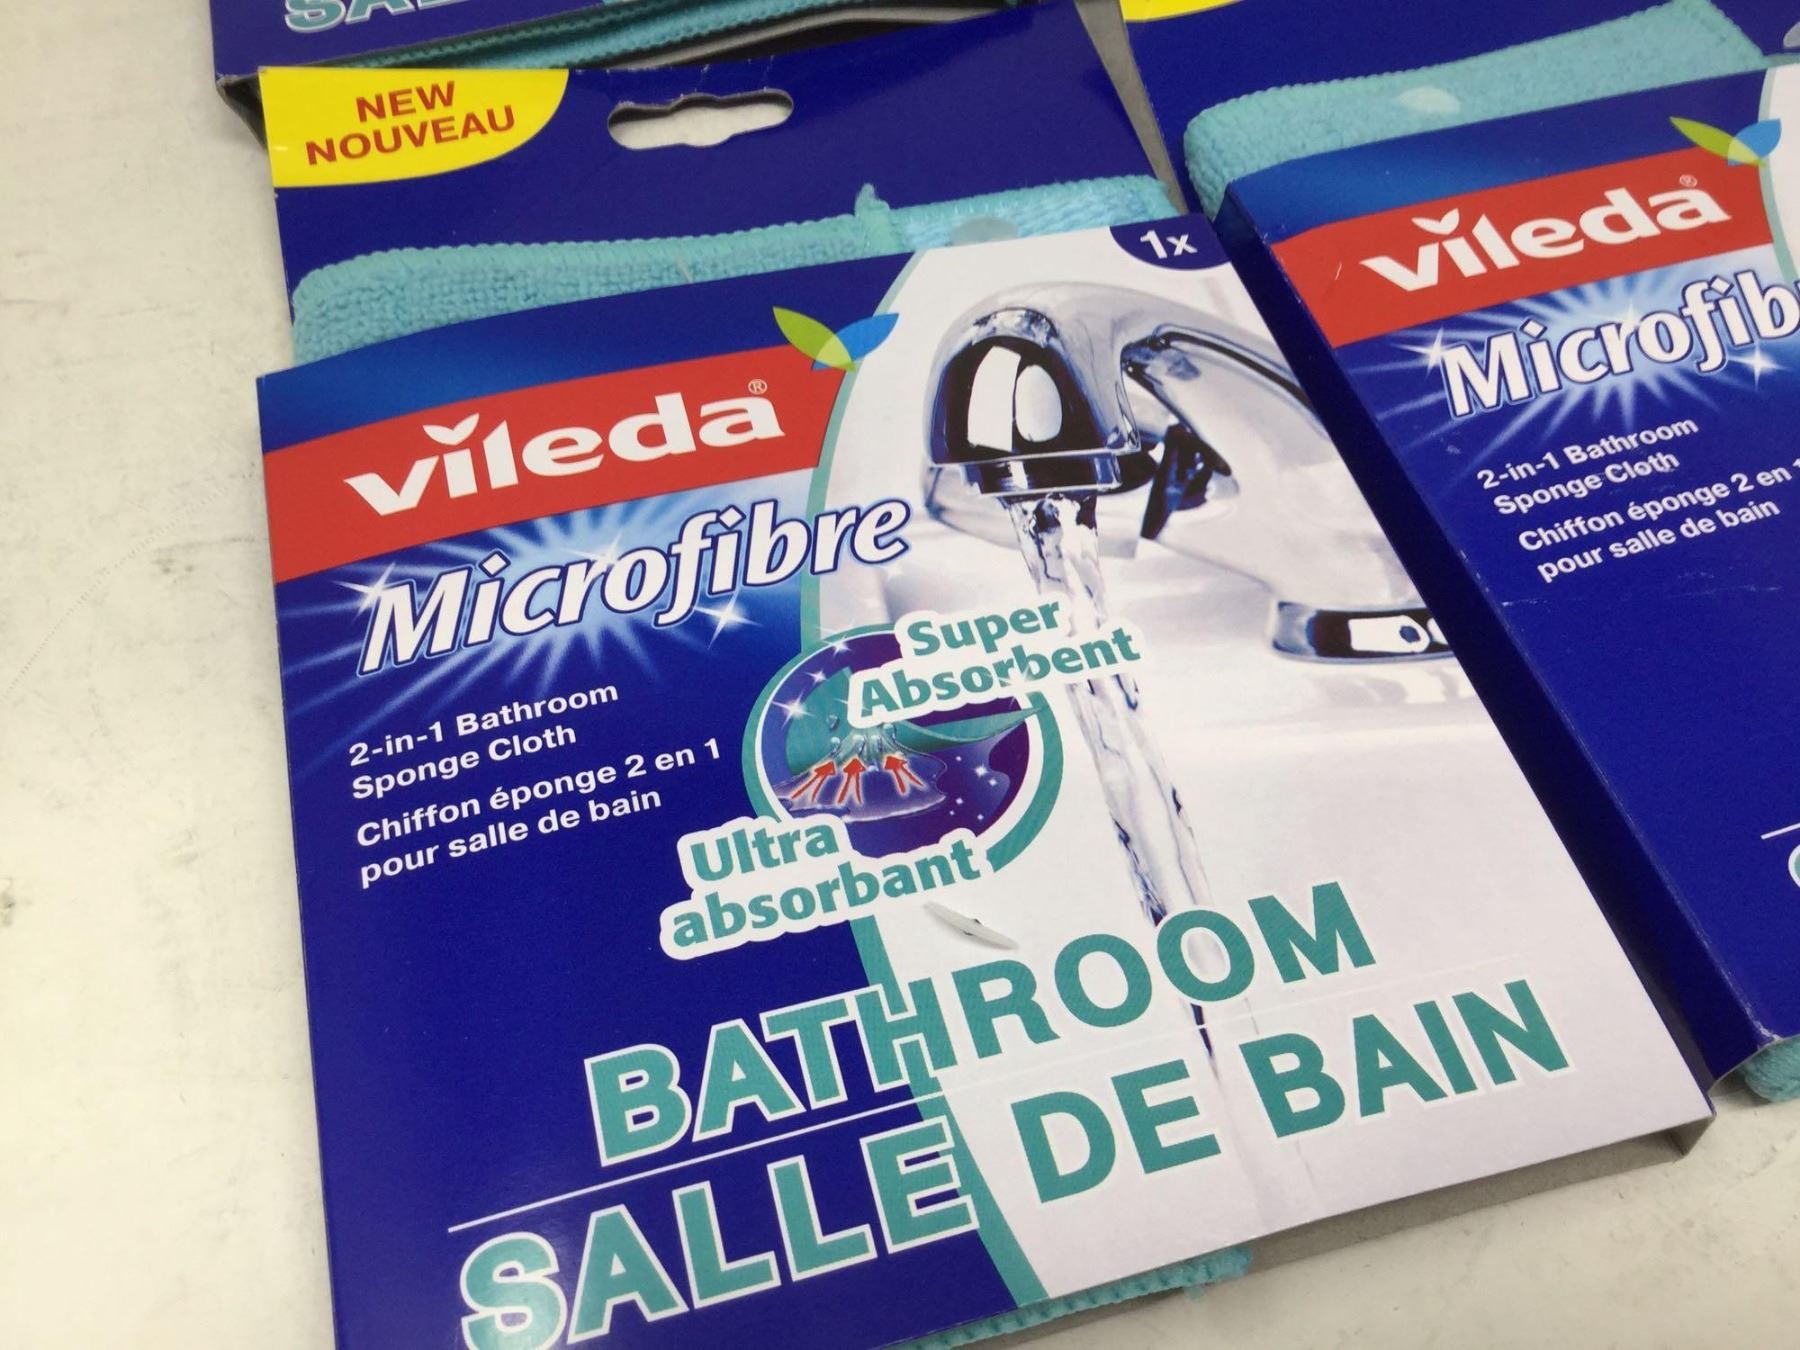 SALLE
NEW
NOUVEAU
1x
vileda®
Microfibre
2-in-1 Bathroom
Sponge Cloth
Chiffon éponge 2 en 1
pour salle de bain
Super
Absorbent
Ultra
absorbant
BATHROOM
SALLE DE BAIN
vileda®
Microfib
2-in-1 Bathroom
Sponge Cloth
Chiffon éponge 2 en 1
pour salle de bain